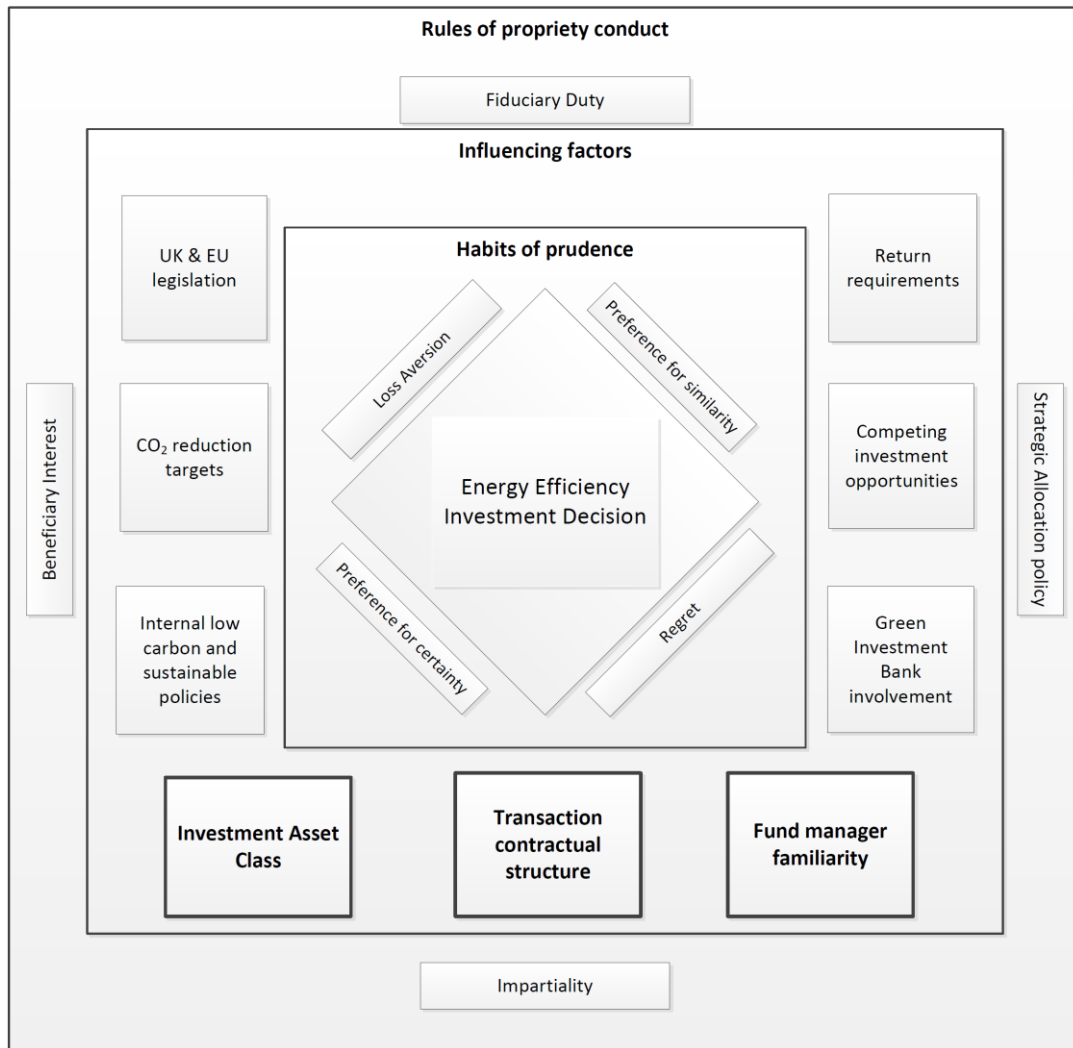 Rules of propriety conduct
Fiduciary Duty
Influencing factors
UK & EU
legislation
Return
requirements
Habits of prudence
Loss Aversion
Preference for similarity
Beneficiary Interest
CO₂ reduction
targets
Energy Efficiency
Investment Decision
Competing
investment
opportunities
Strategic Allocation policy
Internal low
carbon and
sustainable
policies
Preference for certainty
Regret
Green
Investment
Bank
involvement
Investment Asset
Class
Transaction
contractual
structure
Fund manager
familiarity
Impartiality